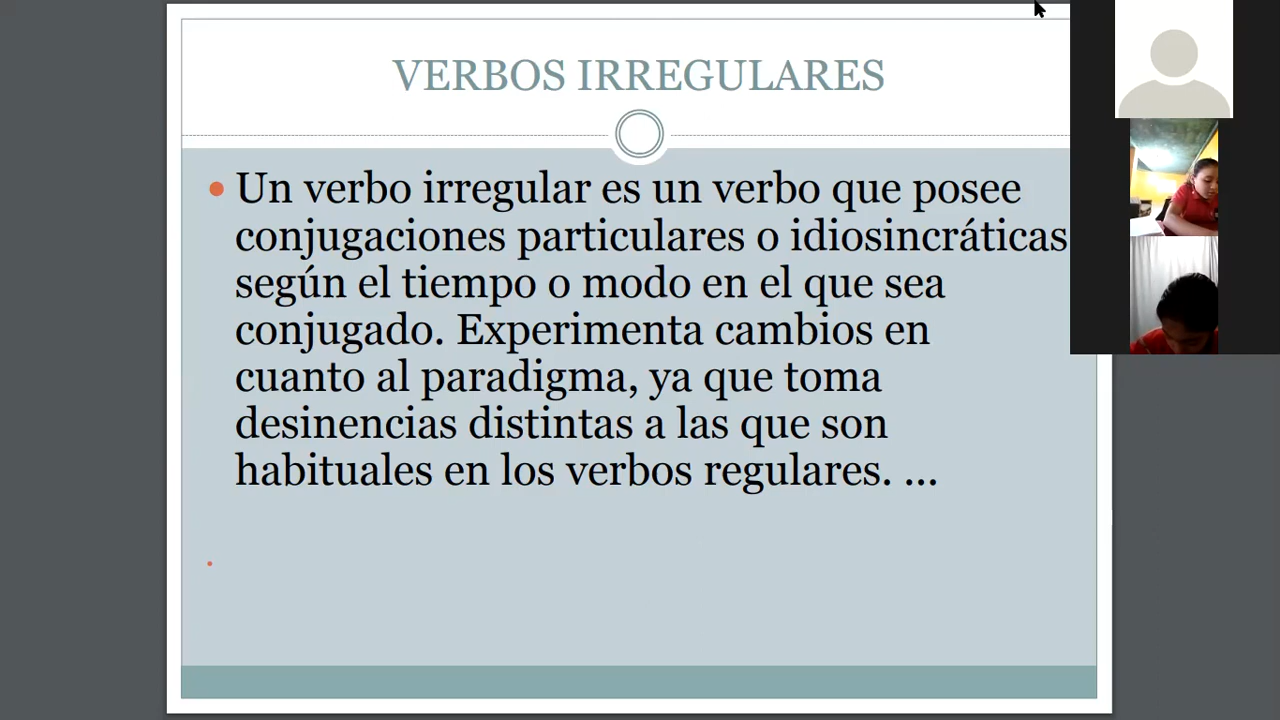 VERBOS IRREGULARES
Un verbo irregular es un verbo que posee
conjugaciones particulares o idiosincráticas
según el tiempo o modo en el que sea
conjugado. Experimenta cambios en
cuanto al paradigma, ya que toma
desinencias distintas a las que son
habituales en los verbos regulares. ...